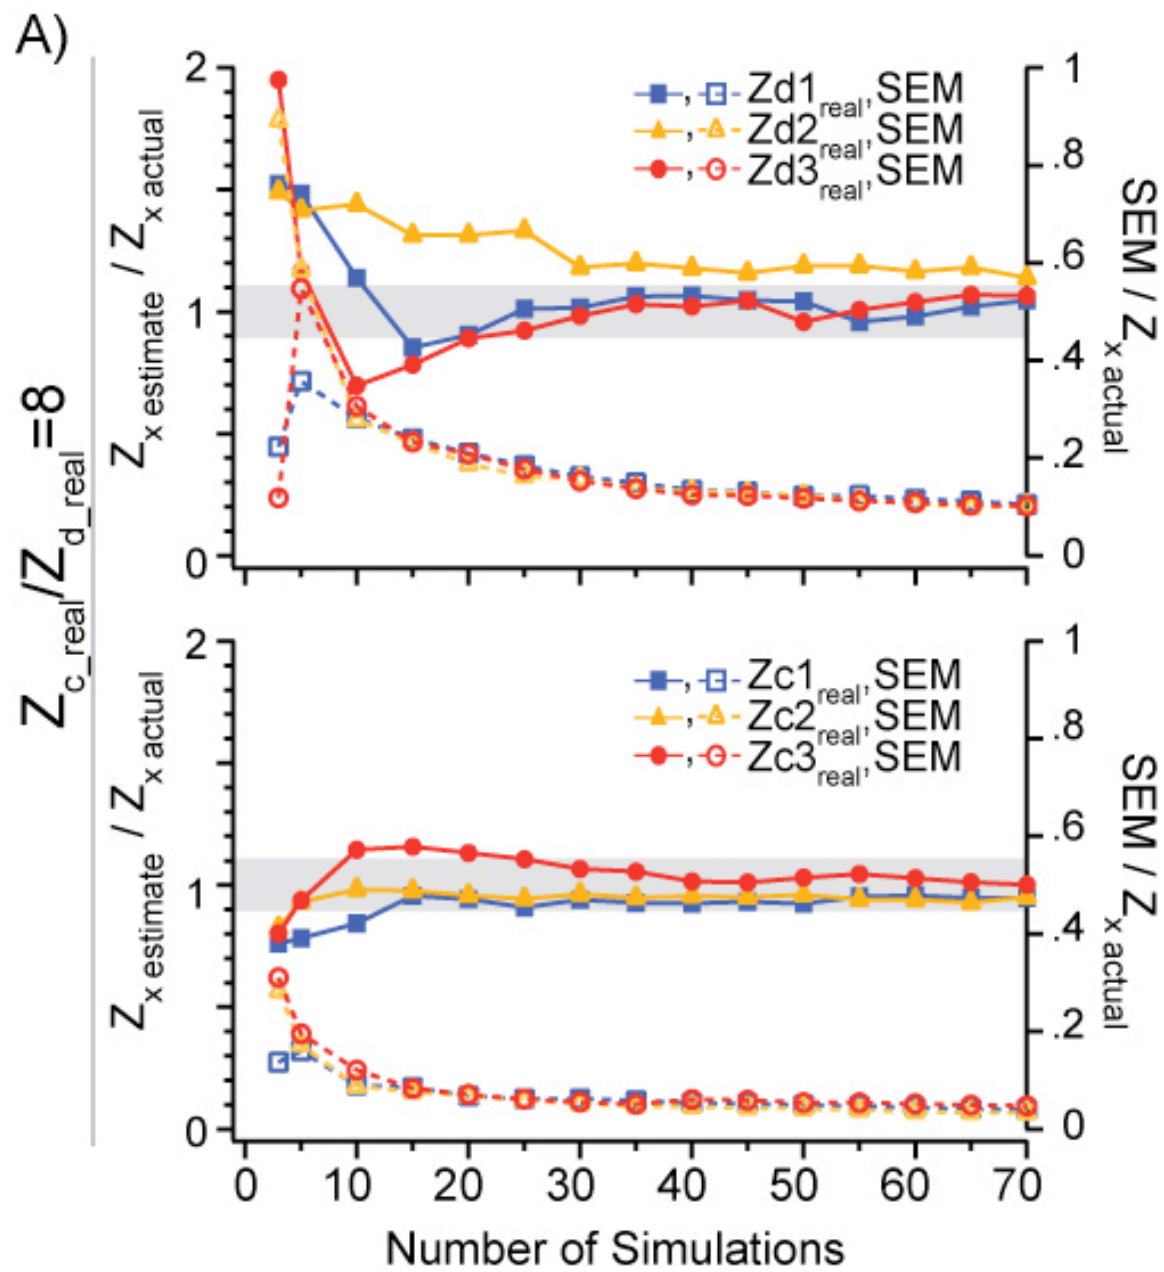 A)
Zc_real/Zd_real=8
Zx estimate / Zx actual
2
1
0
Zd1real, SEM
Zd2real, SEM
Zd3real, SEM
1
.8
.6
.4
.2
0
SEM / Zx actual
Zx estimate / Zx actual
2
1
0
Zc1real, SEM
Zc2real, SEM
Zc3real, SEM
1
.8
.6
.4
.2
0
SEM / Zx actual
0 10 20 30 40 50 60 70
Number of Simulations